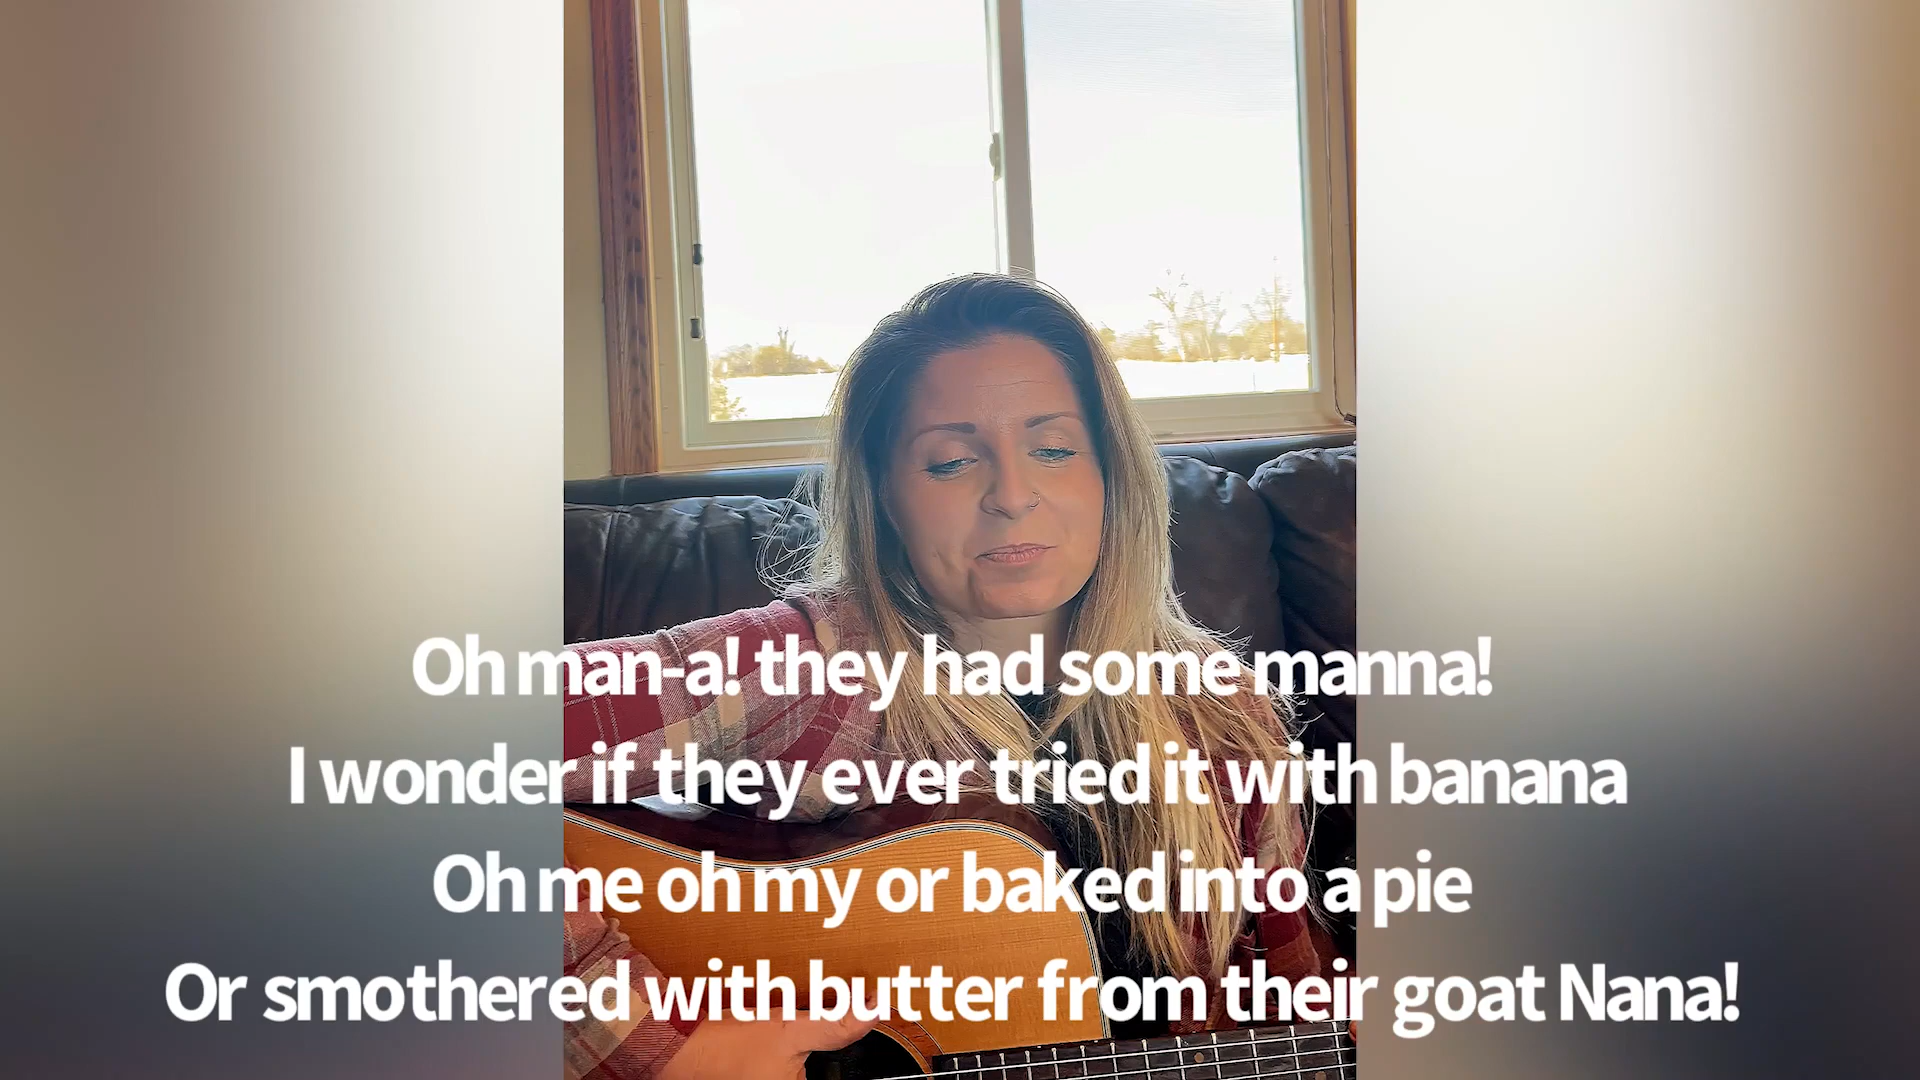 Oh man-a! they had some manna!
I wonder if they ever tried it with banana
Oh me oh my or baked into a pie
Or smothered with butter from their goat Nana!